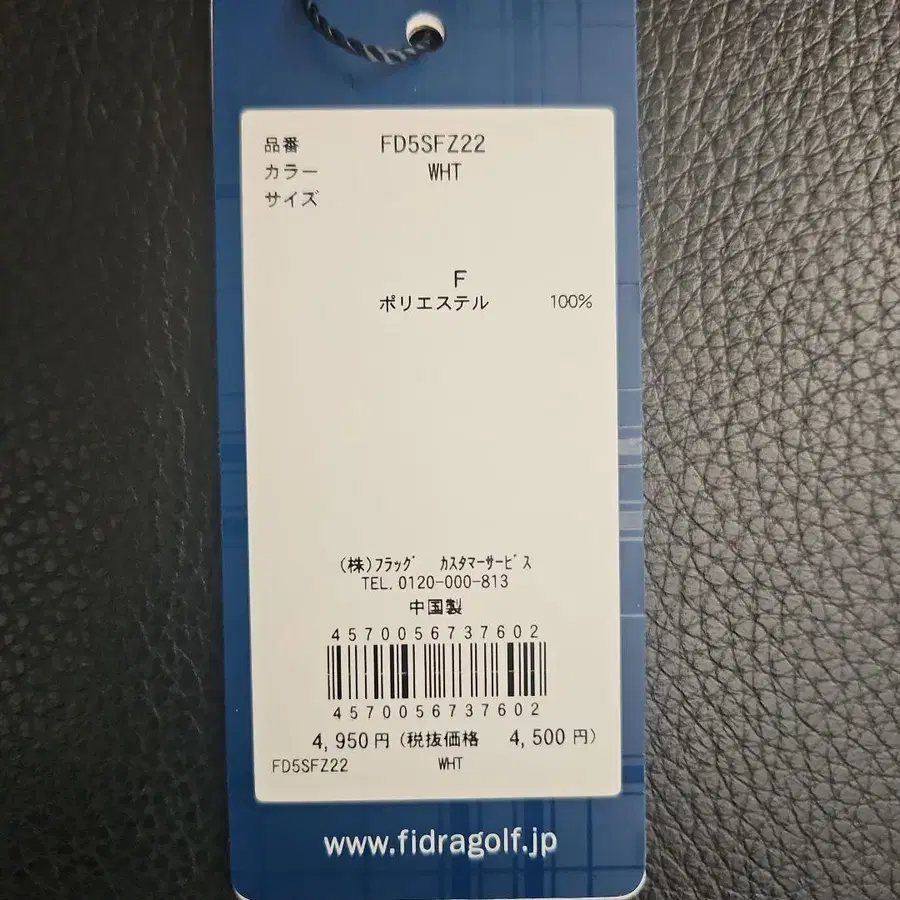 品番 FD5SFZ22
カラー WHT
サイズ
F
ポリエステル 100%
(株)ﾌﾗｯｸﾞ ｶｽﾀﾏｰｻｰﾋﾞｽ
TEL.0120-000-813
中国製
4570056737602
4570056737602
4,950円(税抜価格 4,500円)
FD5SFZ22 WHT
www.fidragolf.jp